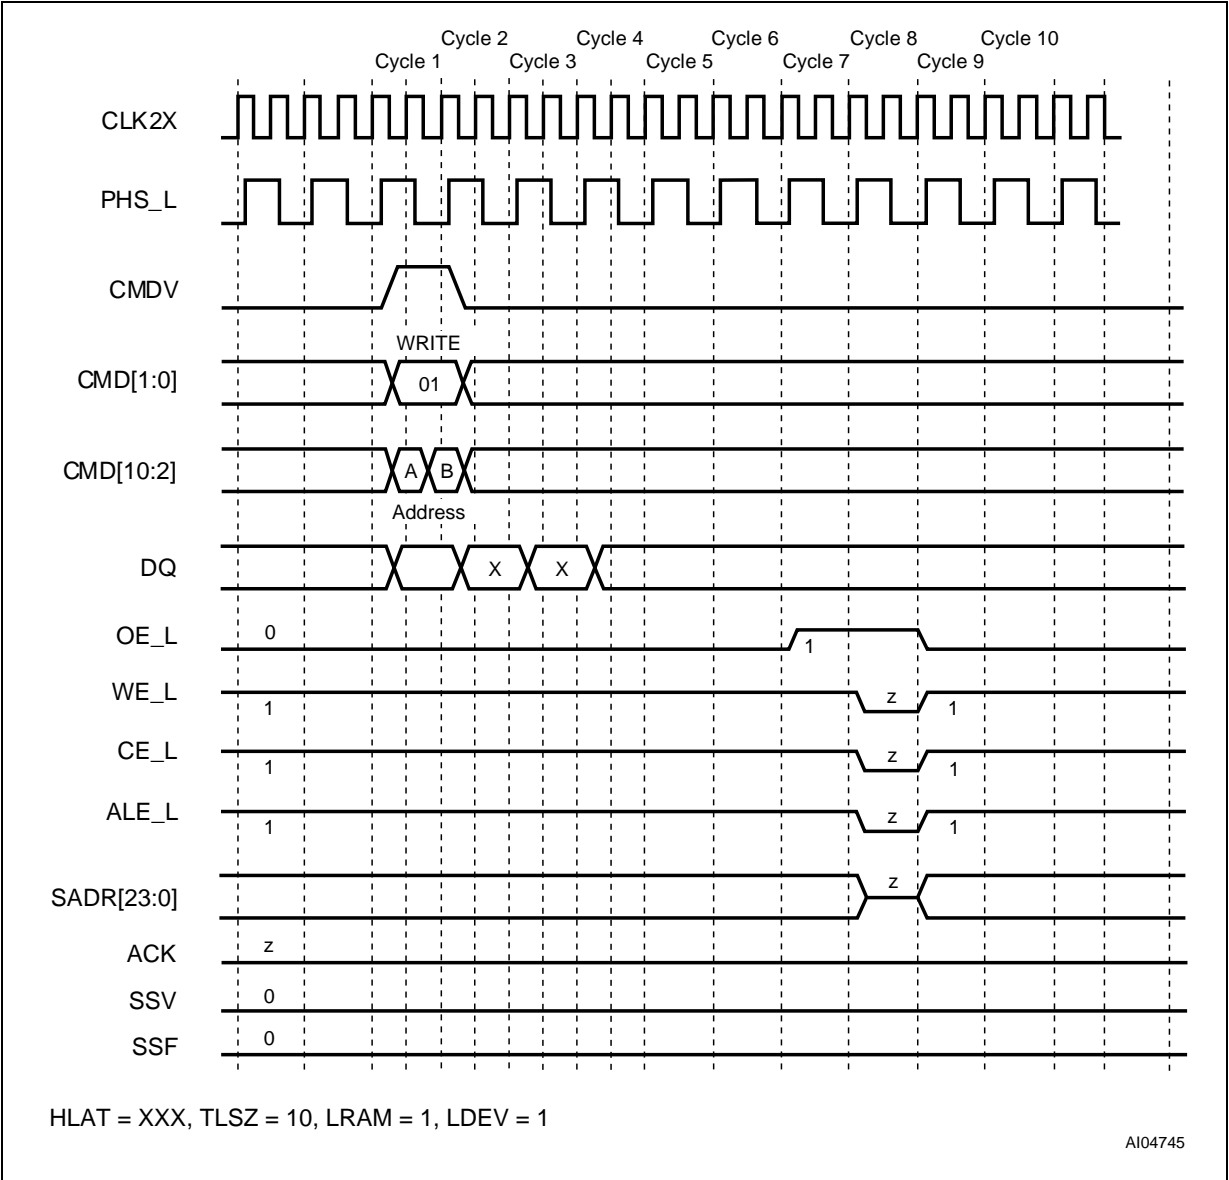 Cycle 2 Cycle 4 Cycle 6 Cycle 8 Cycle 10
Cycle 1 Cycle 3 Cycle 5 Cycle 7 Cycle 9
CLK2X
PHS_L
CMDV
WRITE
CMD[1:0] 01
CMD[10:2] A B
Address
DQ X X
OE_L 0 1
WE_L 1 z 1
CE_L 1 z 1
ALE_L 1 z 1
SADR[23:0] z
ACK z
SSV 0
SSF 0
HLAT = XXX, TLSZ = 10, LRAM = 1, LDEV = 1
AI04745